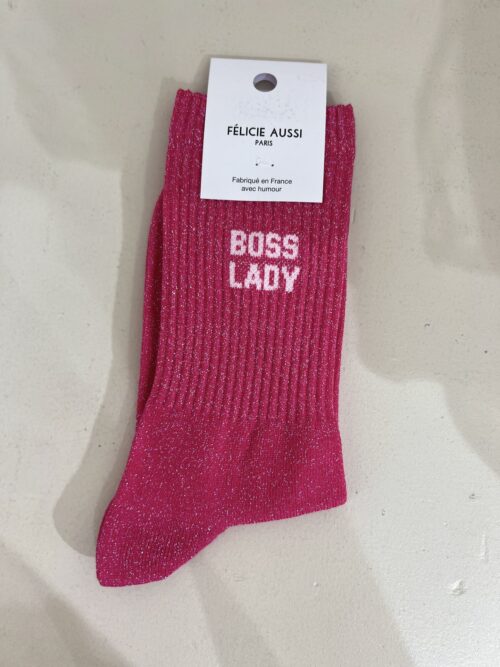 FÉLICIE AUSSI
PARIS
Fabriqué en France
avec humour
BOSS
LADY